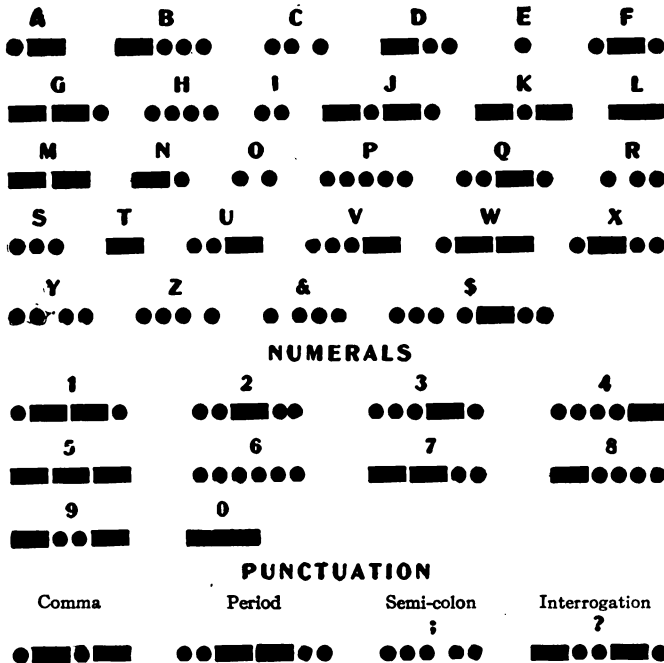 A B C D E F
G H I J K L
M N O P Q R
S T U V W X
Y Z & $
NUMERALS
1 2 3 4
5 6 7 8
9 0
PUNCTUATION
Comma Period Semi-colon Interrogation
; ?